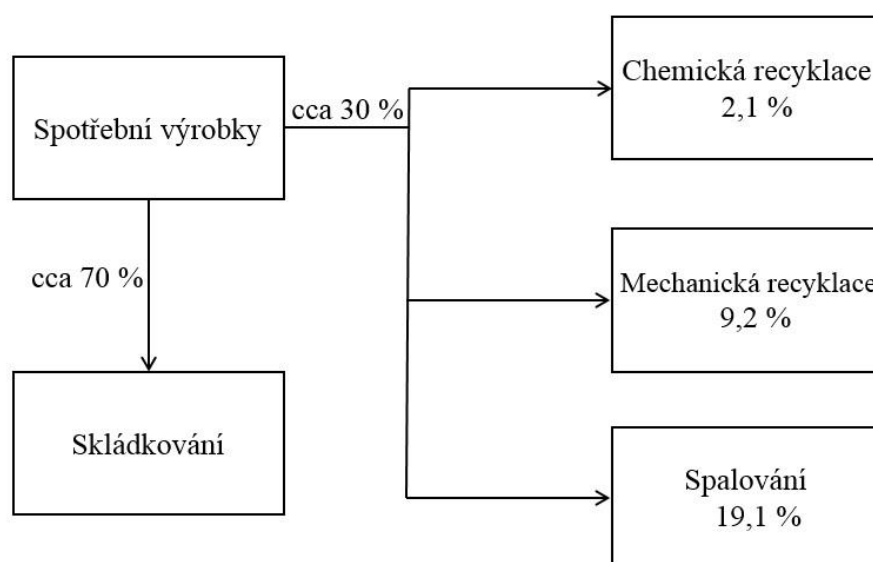 Spotřební výrobky
cca 30 %
Chemická recyklace
2,1 %
cca 70 %
Mechanická recyklace
9,2 %
Skládkování
Spalování
19,1 %